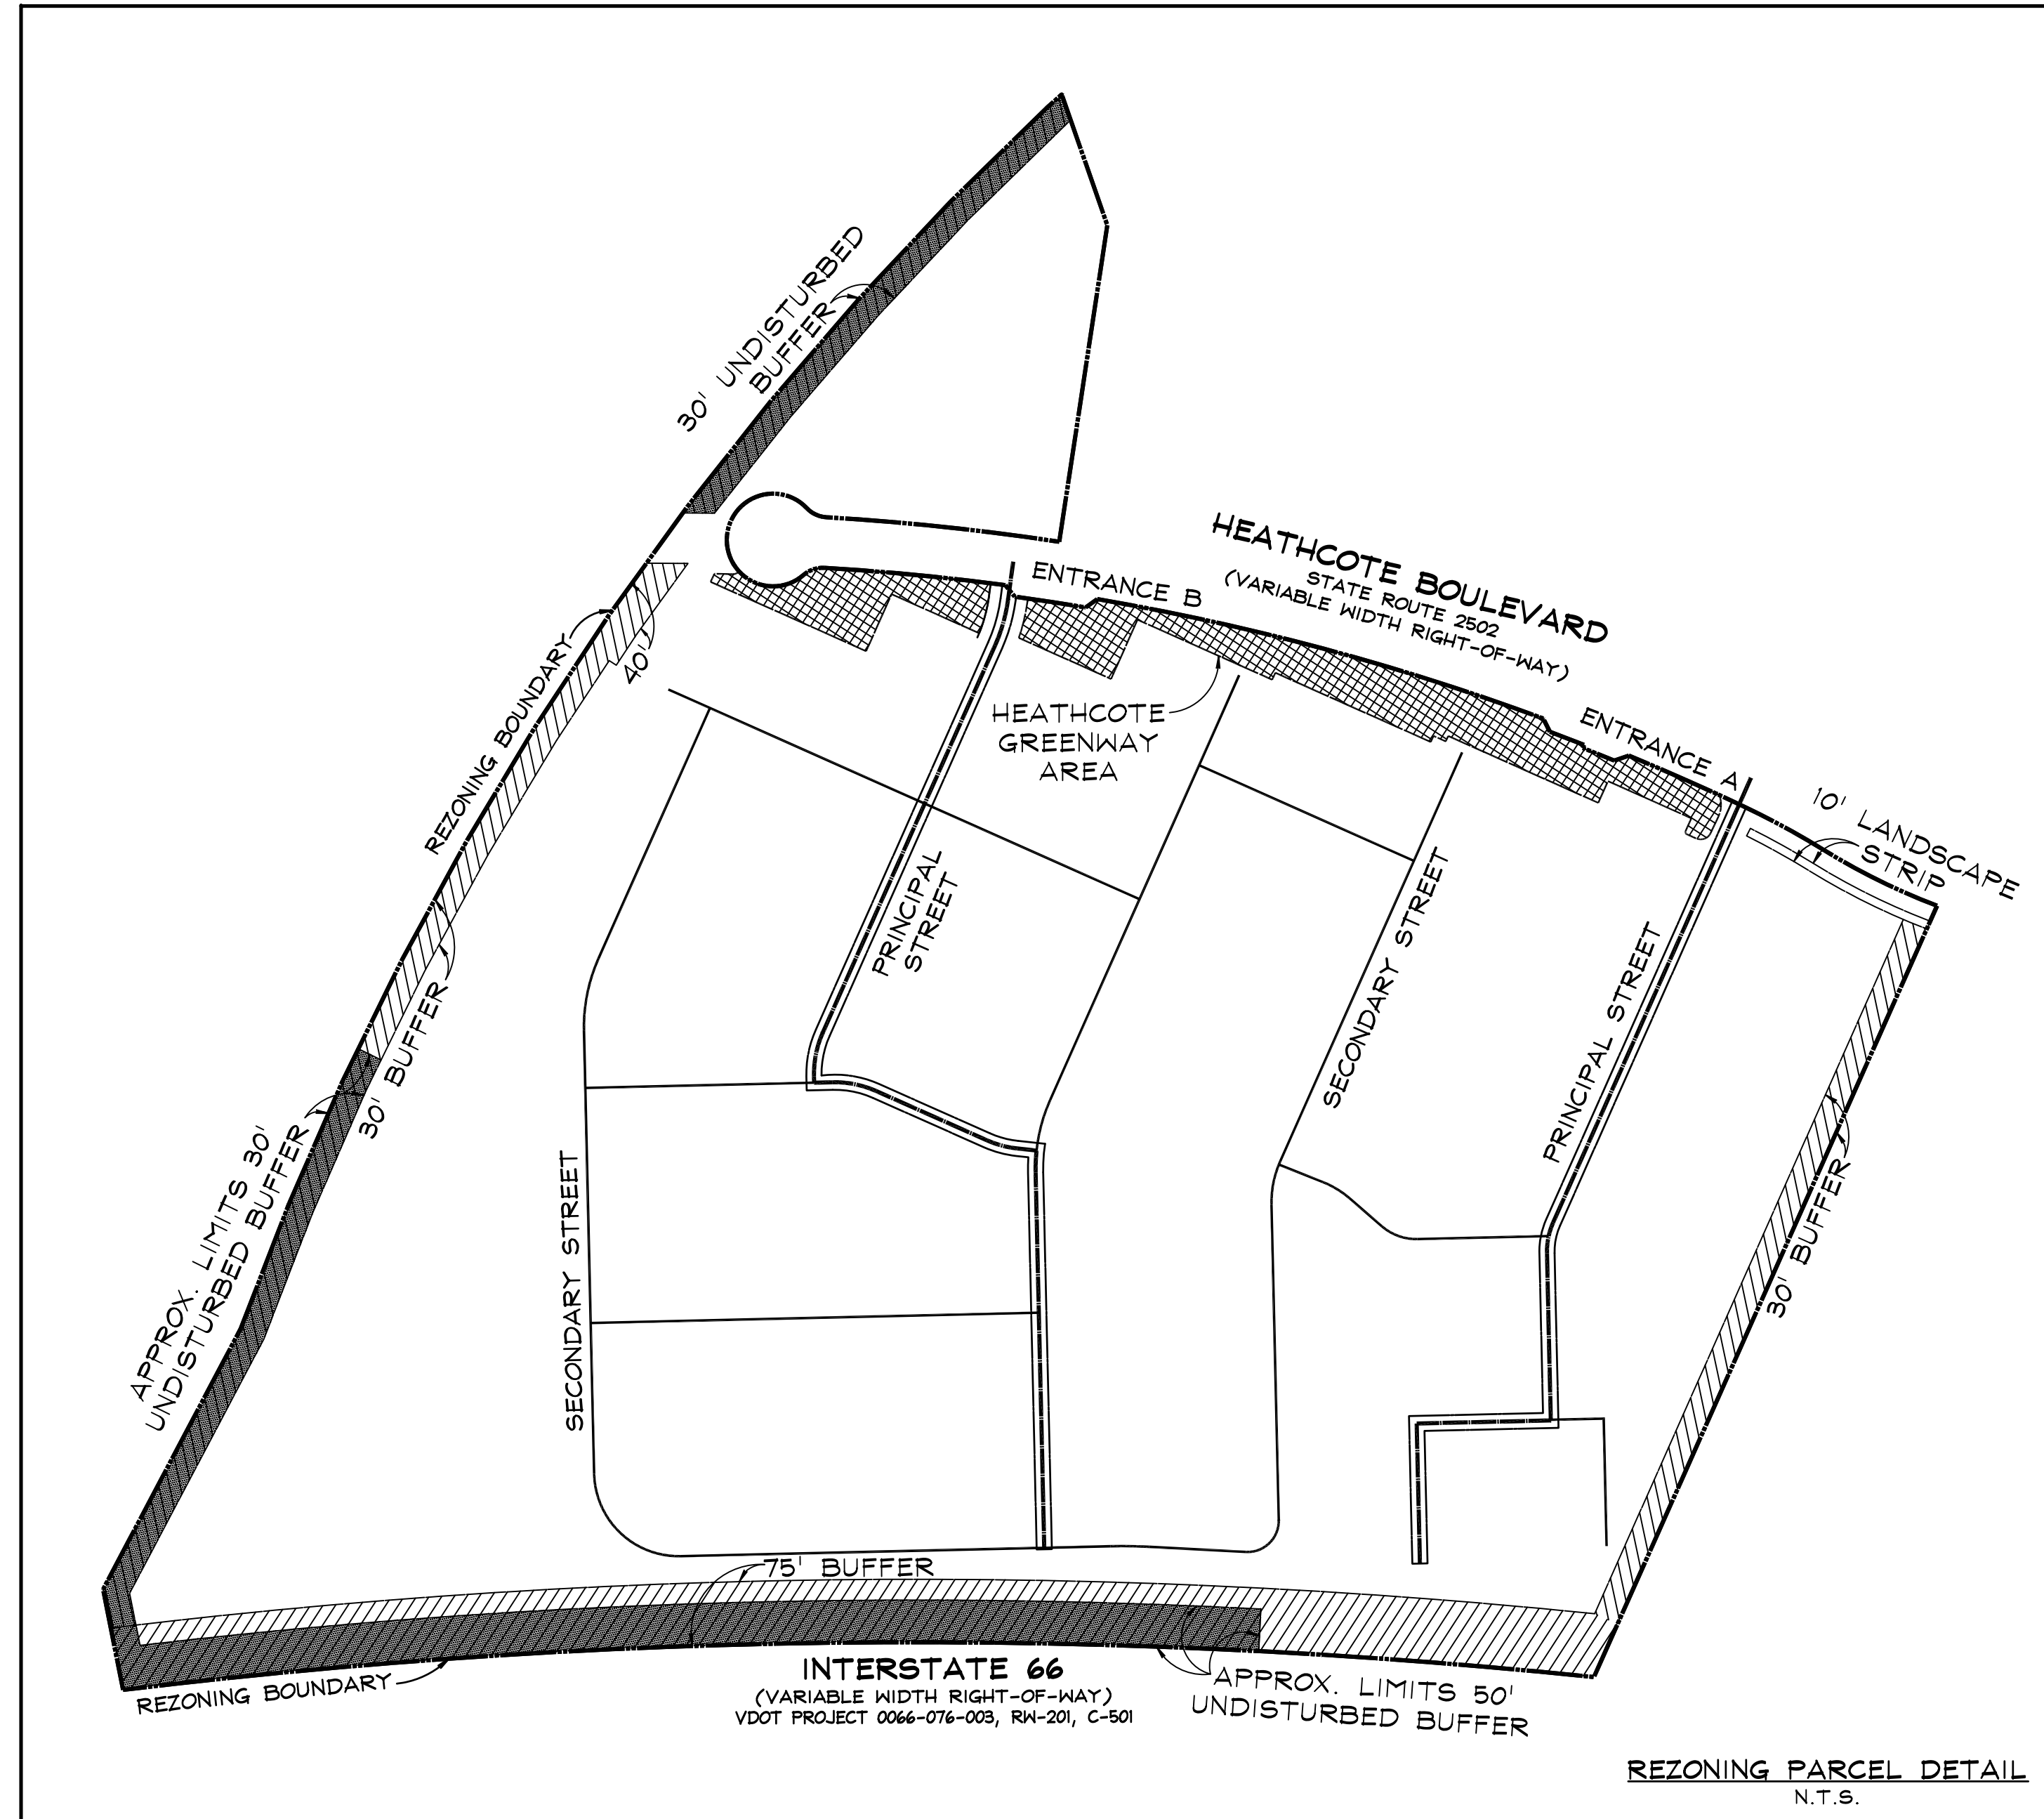 30' UNDISTURBED
BUFFER
HEATHCOTE BOULEVARD
STATE ROUTE 2502
(VARIABLE WIDTH RIGHT-OF-WAY)
ENTRANCE B
REZONING BOUNDARY
40'
HEATHCOTE
GREENWAY
AREA
ENTRANCE A
10' LANDSCAPE
STRIP
PRINCIPAL
STREET
SECONDARY STREET
PRINCIPAL STREET
30' BUFFER
APPROX. LIMITS 30'
UNDISTURBED BUFFER
SECONDARY STREET
30' BUFFER
75' BUFFER
REZONING BOUNDARY
INTERSTATE 66
(VARIABLE WIDTH RIGHT-OF-WAY)
VDOT PROJECT 0066-076-003, RW-201, C-501
APPROX. LIMITS 50'
UNDISTURBED BUFFER
REZONING PARCEL DETAIL
N.T.S.